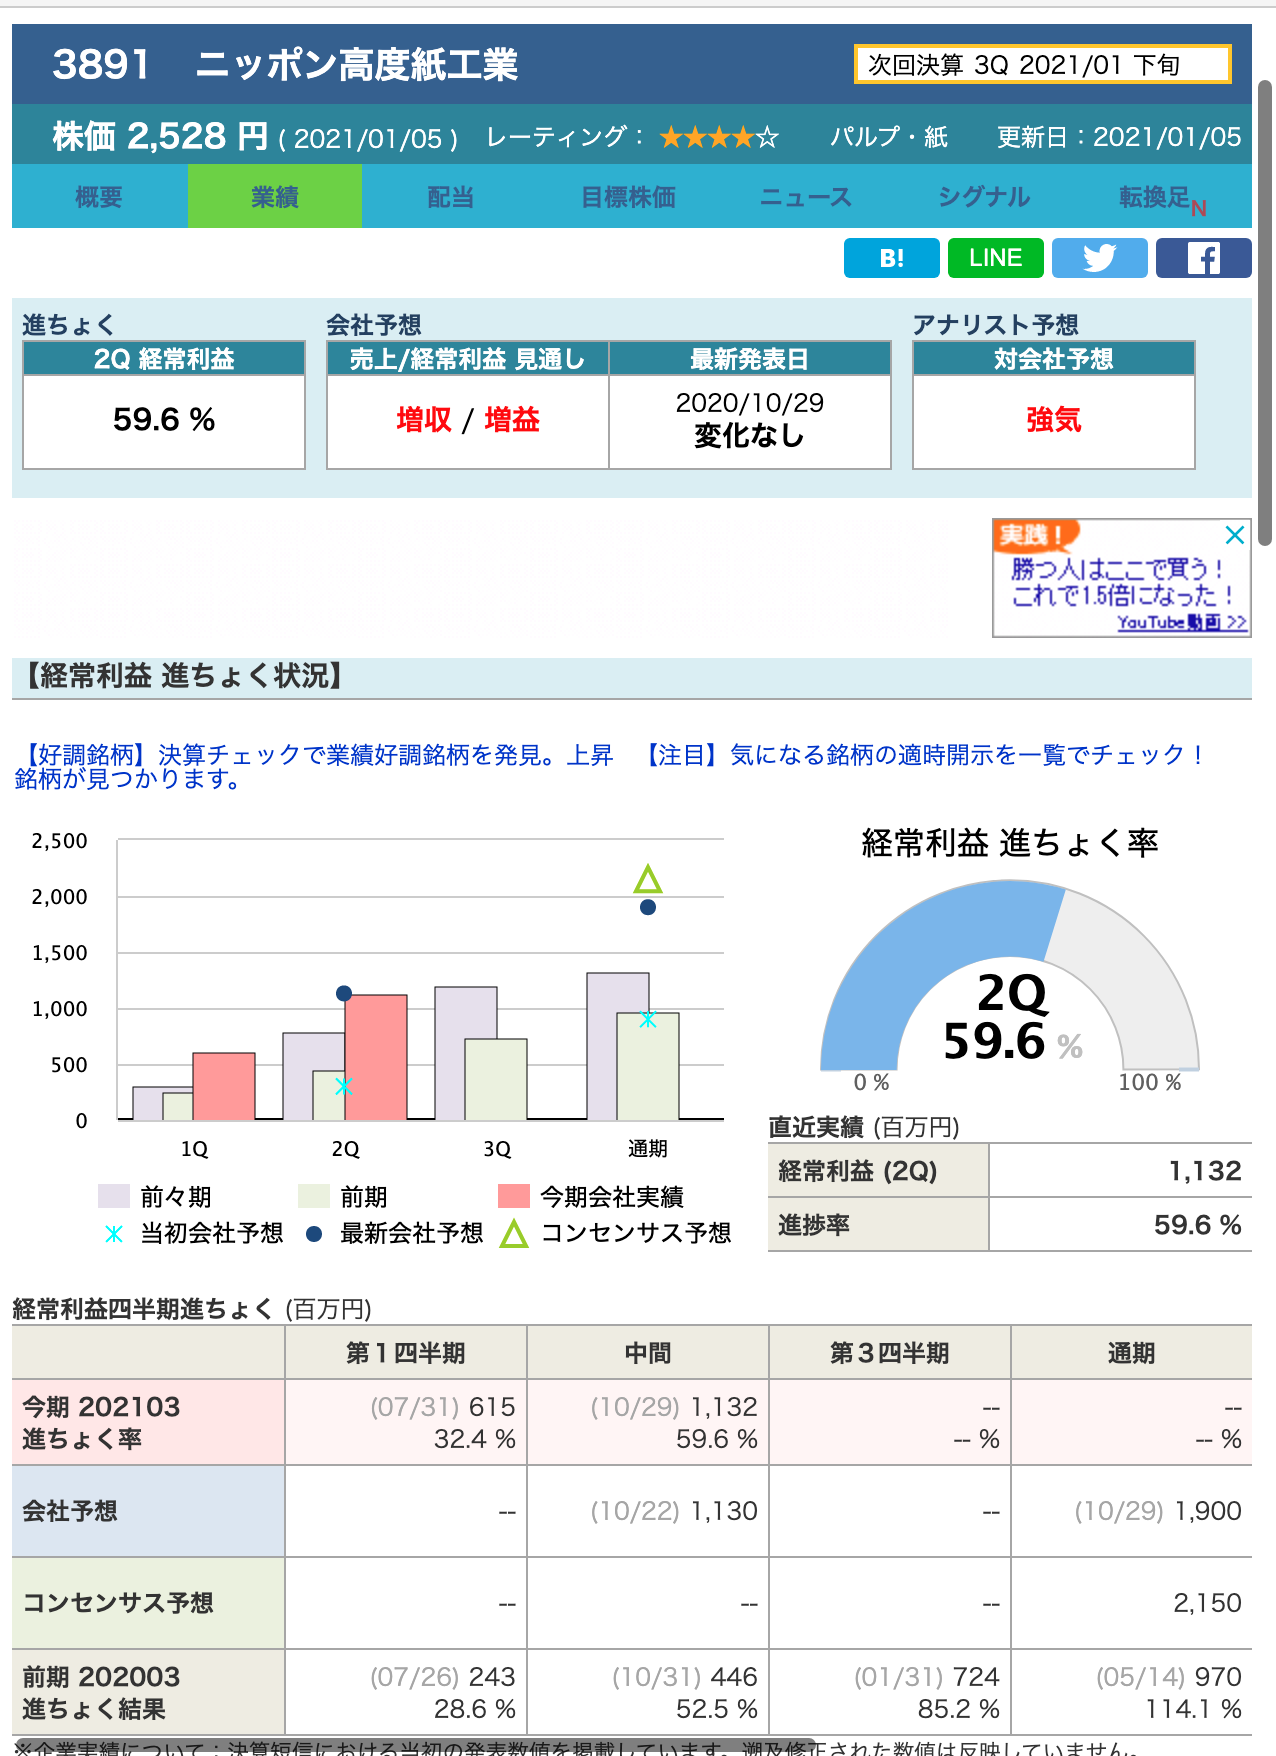 3891 ニッポン高度紙工業
次回決算 3Q 2021/01 下旬
株価 2,528 円 ( 2021/01/05 ) レーティング： ★★★★☆ パルプ・紙 更新日：2021/01/05
概要 業績 配当 目標株価 ニュース シグナル 転換足N
B! LINE
進ちょく 会社予想 アナリスト予想
2Q 経常利益 売上/経常利益 見通し 最新発表日 対会社予想
59.6 % 増収 / 増益 2020/10/29 強気
変化なし
実践！
勝つ人はここで買う！
これで1.5倍になった！
YouTube動画 >>
【経常利益 進ちょく状況】
【好調銘柄】決算チェックで業績好調銘柄を発見。上昇
銘柄が見つかります。
【注目】気になる銘柄の適時開示を一覧でチェック！
2,500
2,000
1,500
1,000
500
0
1Q 2Q 3Q 通期
前々期 前期 今期会社実績
当初会社予想 最新会社予想 コンセンサス予想
経常利益 進ちょく率
2Q
59.6 %
0 % 100 %
直近実績 (百万円)
経常利益 (2Q) 1,132
進捗率 59.6 %
経常利益四半期進ちょく (百万円)
第１四半期 中間 第３四半期 通期
今期 202103 (07/31) 615 (10/29) 1,132 -- --
進ちょく率 32.4 % 59.6 % -- % -- %
会社予想 -- (10/22) 1,130 -- (10/29) 1,900
コンセンサス予想 -- -- -- 2,150
前期 202003 (07/26) 243 (10/31) 446 (01/31) 724 (05/14) 970
進ちょく結果 28.6 % 52.5 % 85.2 % 114.1 %
※企業実績について：決算短信における当初の発表数値を掲載しています。遡及修正された数値は反映していません。